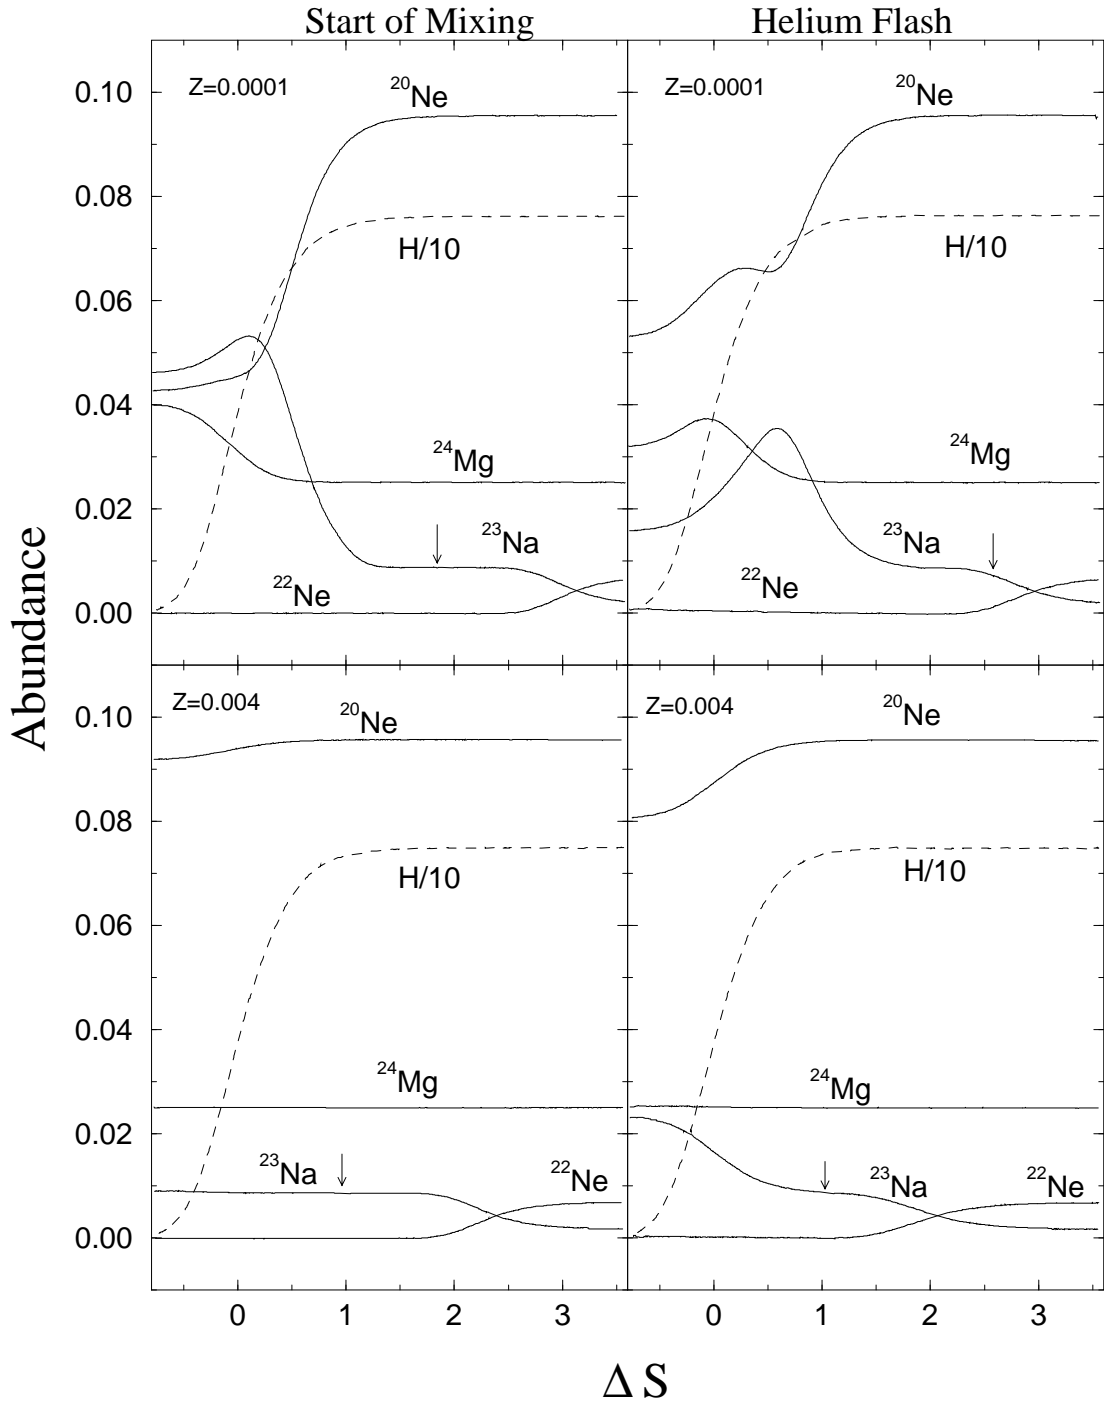 Start of Mixing
Helium Flash
Z=0.0001
20Ne
H/10
24Mg
23Na
22Ne
Z=0.0001
20Ne
H/10
24Mg
23Na
22Ne
0.10
0.08
0.06
0.04
0.02
0.00
Abundance
Z=0.004
20Ne
H/10
24Mg
23Na
22Ne
Z=0.004
20Ne
H/10
24Mg
23Na
22Ne
0.10
0.08
0.06
0.04
0.02
0.00
0 1 2 3
0 1 2 3
Δ S